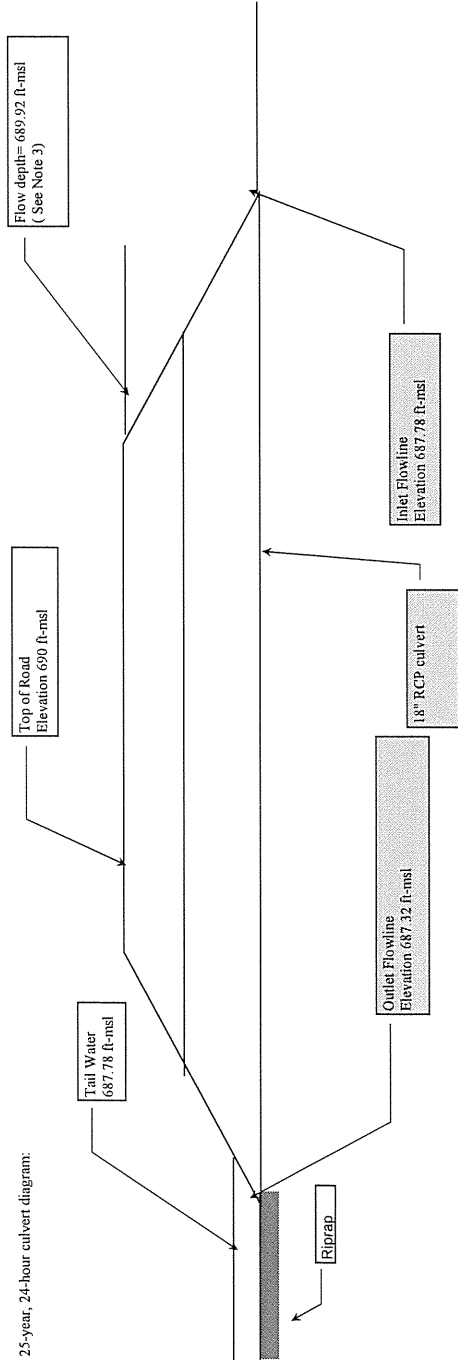 25-year, 24-hour culvert diagram:
Tail Water
687.78 ft-msl
Top of Road
Elevation 690 ft-msl
Flow depth= 689.92 ft-msl
( See Note 3)
Riprap
Outlet Flowline
Elevation 687.32 ft-msl
18" RCP culvert
Inlet Flowline
Elevation 687.78 ft-msl